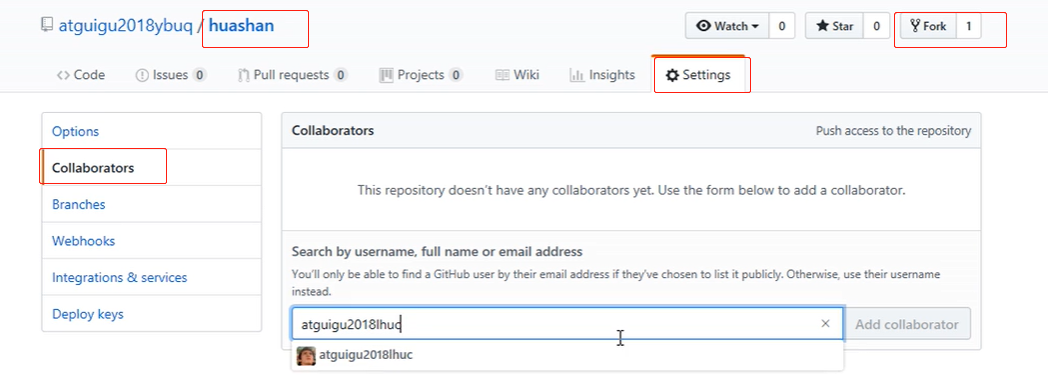 atguigu2018ybuq / huashan
Watch 0 Star 0 Fork 1
Code Issues 0 Pull requests 0 Projects 0 Wiki Insights Settings
Options
Collaborators
Branches
Webhooks
Integrations & services
Deploy keys
Collaborators Push access to the repository
This repository doesn't have any collaborators yet. Use the form below to add a collaborator.
Search by username, full name or email address
You'll only be able to find a GitHub user by their email address if they've chosen to list it publicly. Otherwise, use their username
instead.
atguigu2018lhuc Add collaborator
atguigu2018lhuc